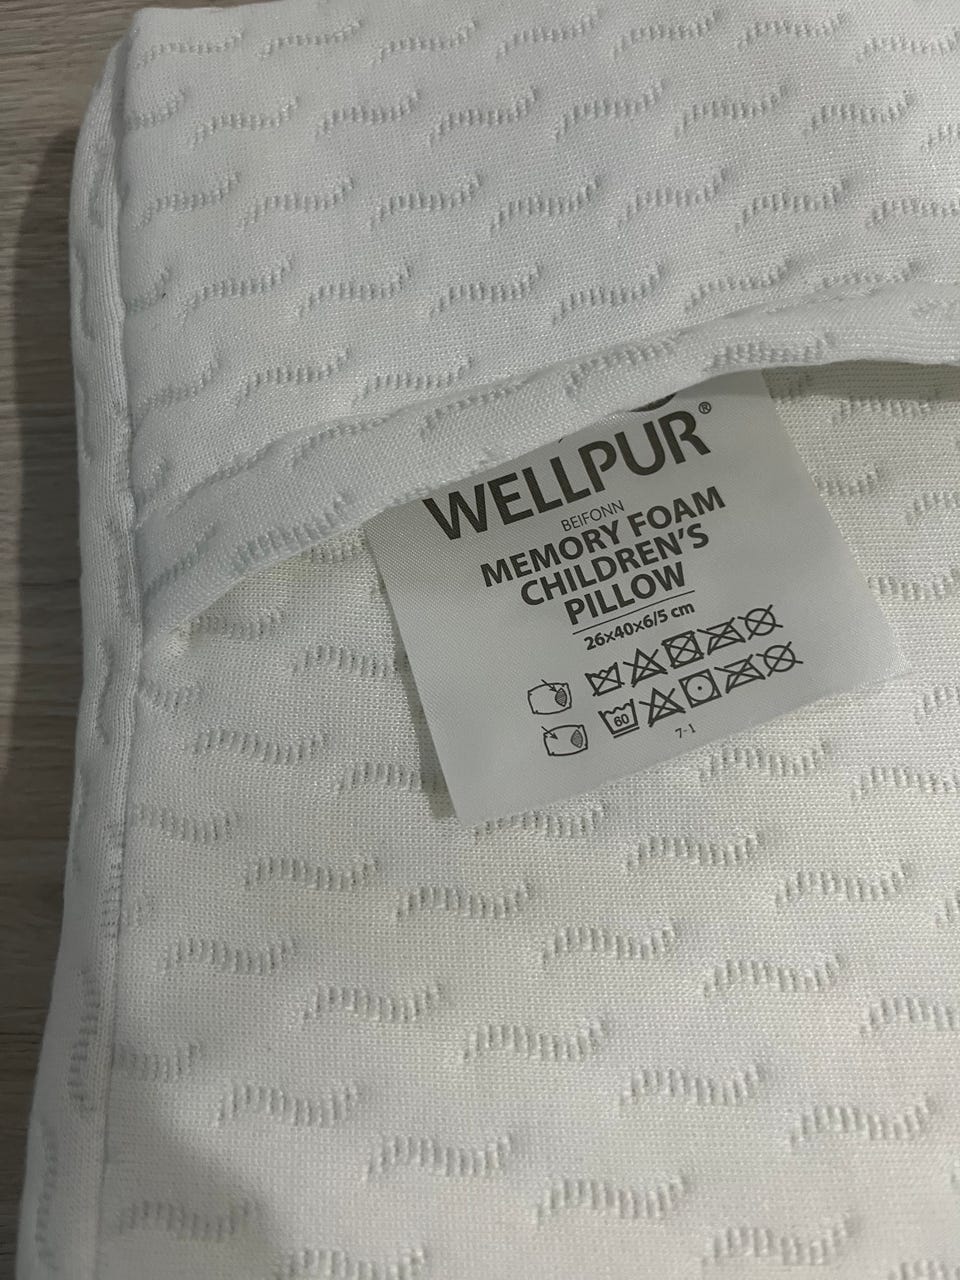 WELLPUR®
BEIFONN
MEMORY FOAM
CHILDREN'S
PILLOW
26x40x6/5 cm
60
7-1